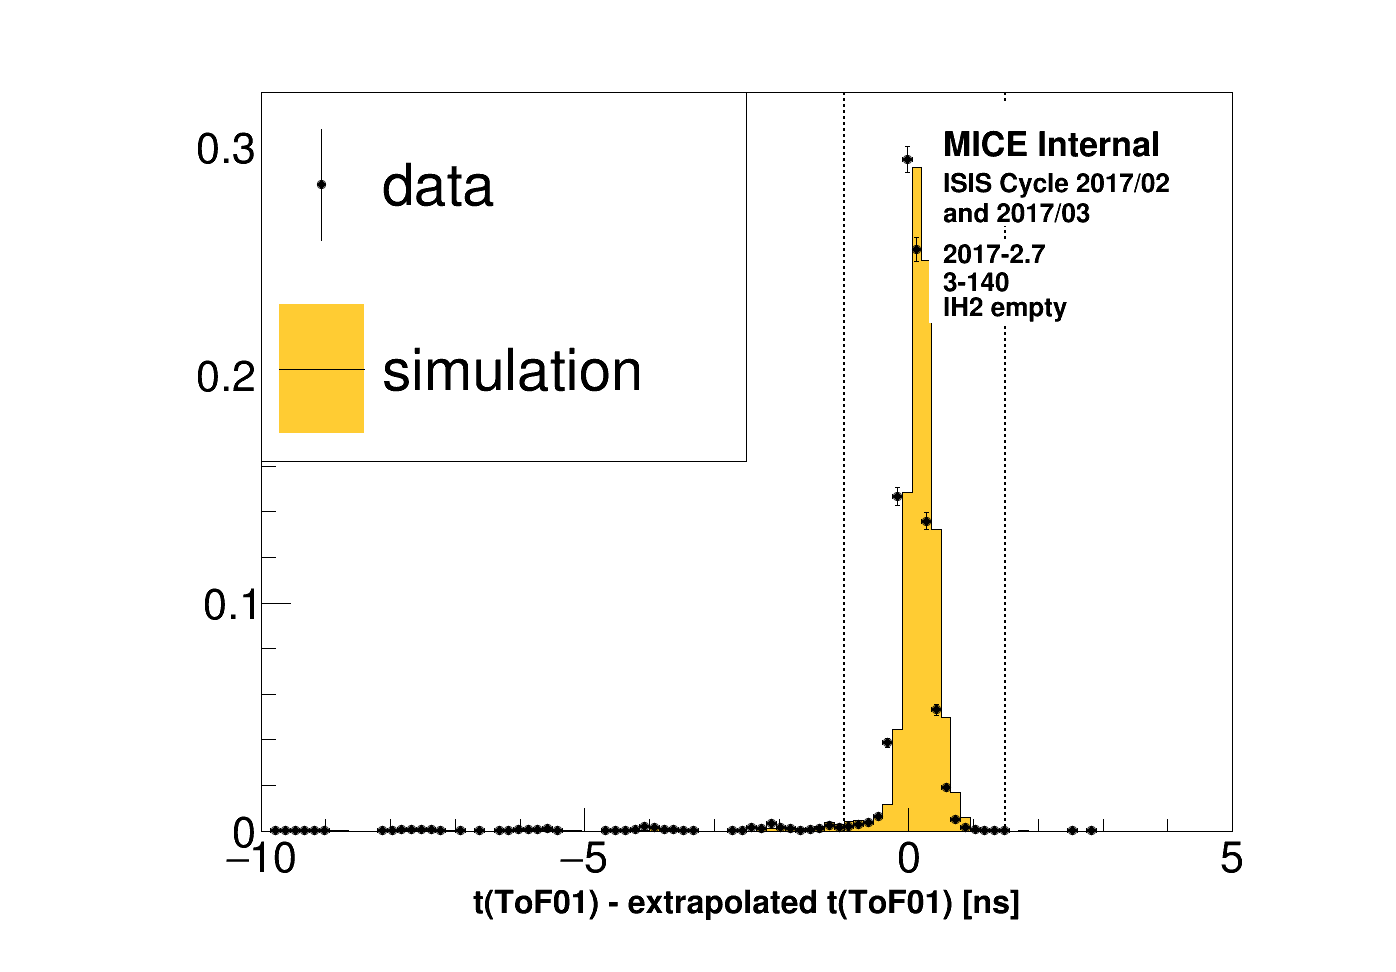 0.3
0.2
0.1
0
data
simulation
MICE Internal
ISIS Cycle 2017/02
and 2017/03
2017-2.7
3-140
IH2 empty
−10
−5
0
5
t(ToF01) - extrapolated t(ToF01) [ns]